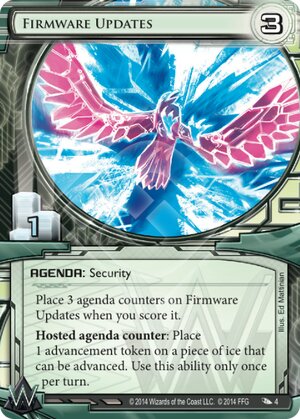 FIRMWARE UPDATES
3
1
AGENDA: Security
Place 3 agenda counters on Firmware
Updates when you score it.
Hosted agenda counter: Place
1 advancement token on a piece of ice that
can be advanced. Use this ability only once
per turn.
Illus. Ed Mattinian
© 2014 Wizards of the Coast LLC. © 2014 FFG
4